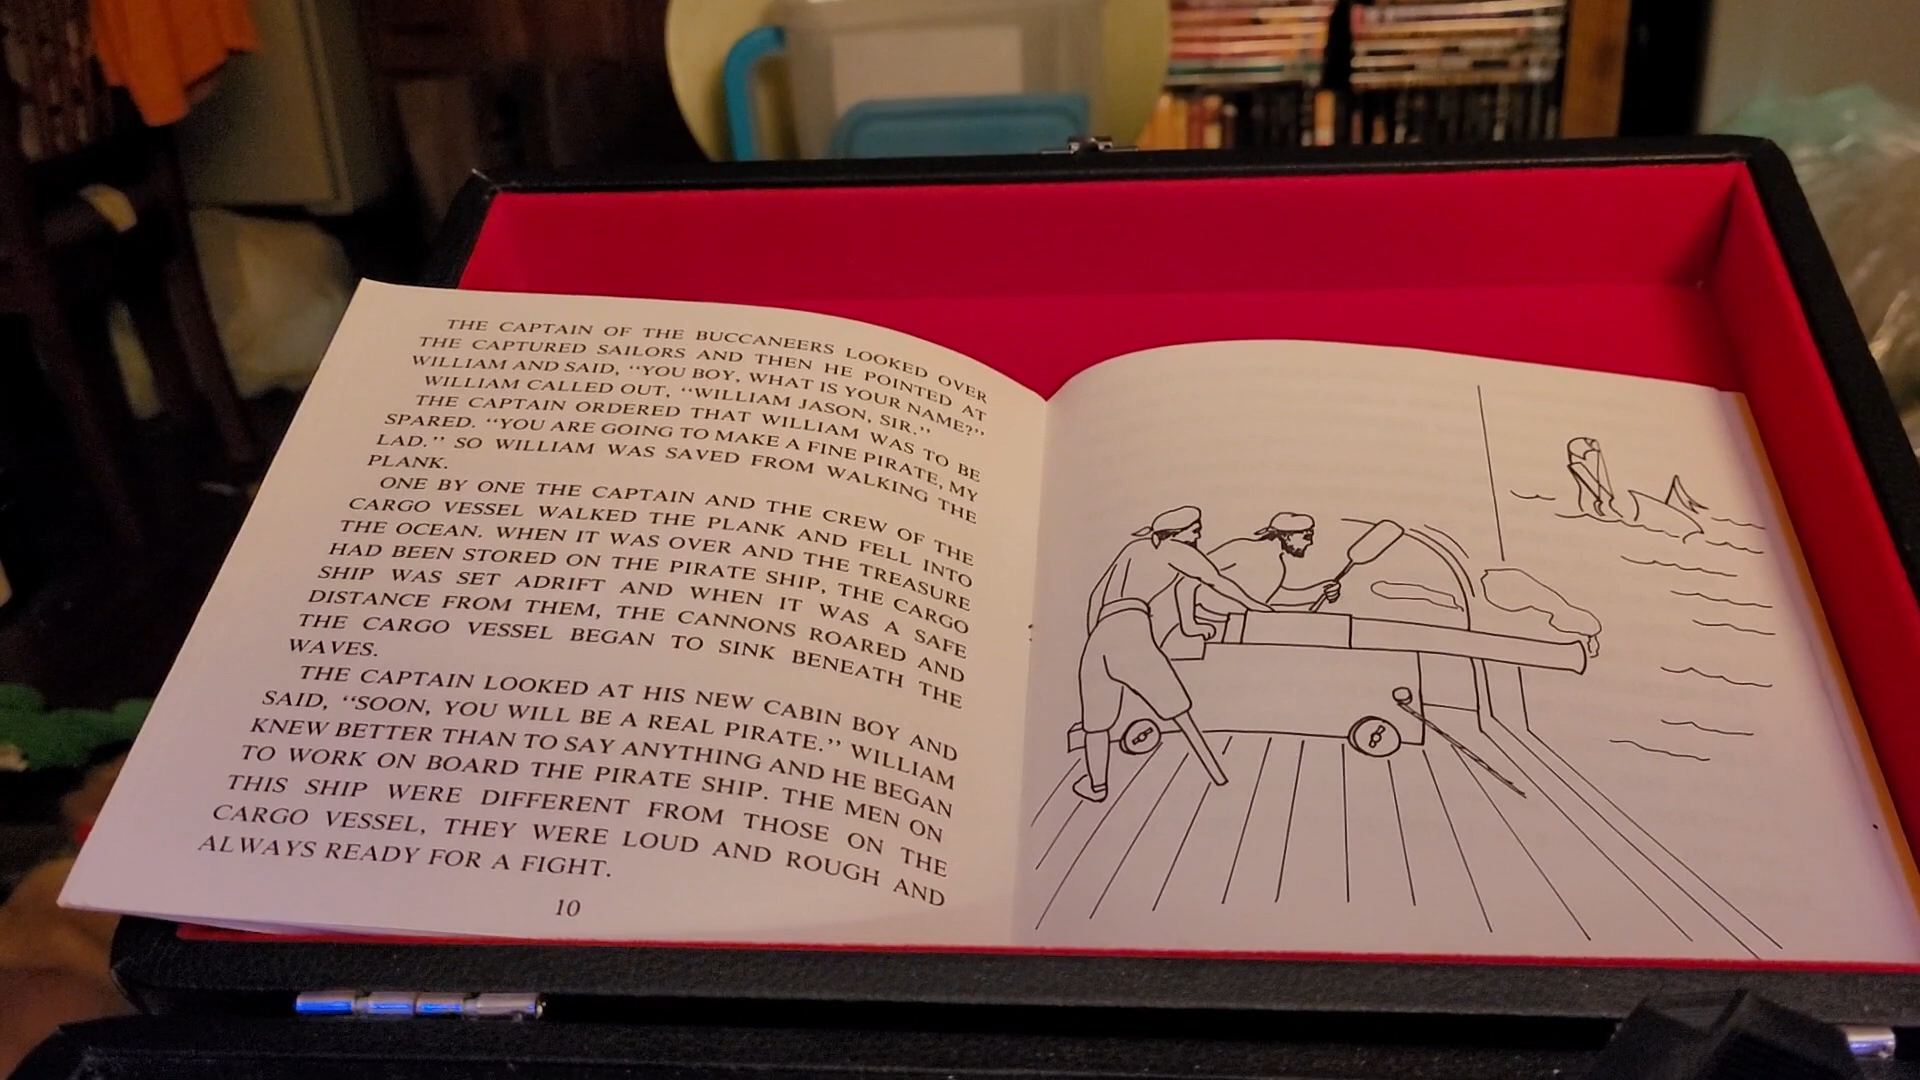 THE CAPTAIN OF THE BUCCANEERS LOOKED OVER
THE CAPTURED SAILORS AND THEN HE POINTED AT
WILLIAM AND SAID, "YOU BOY, WHAT IS YOUR NAME?"
WILLIAM CALLED OUT, "WILLIAM JASON, SIR."
THE CAPTAIN ORDERED THAT WILLIAM WAS TO BE
SPARED. "YOU ARE GOING TO MAKE A FINE PIRATE, MY
LAD." SO WILLIAM WAS SAVED FROM WALKING THE
PLANK.
ONE BY ONE THE CAPTAIN AND THE CREW OF THE
CARGO VESSEL WALKED THE PLANK AND FELL INTO
THE OCEAN. WHEN IT WAS OVER AND THE TREASURE
HAD BEEN STORED ON THE PIRATE SHIP, THE CARGO
SHIP WAS SET ADRIFT AND WHEN IT WAS A SAFE
DISTANCE FROM THEM, THE CANNONS ROARED AND
THE CARGO VESSEL BEGAN TO SINK BENEATH THE
WAVES.
THE CAPTAIN LOOKED AT HIS NEW CABIN BOY AND
SAID, "SOON, YOU WILL BE A REAL PIRATE." WILLIAM
KNEW BETTER THAN TO SAY ANYTHING AND HE BEGAN
TO WORK ON BOARD THE PIRATE SHIP. THE MEN ON
THIS SHIP WERE DIFFERENT FROM THOSE ON THE
CARGO VESSEL, THEY WERE LOUD AND ROUGH AND
ALWAYS READY FOR A FIGHT.
10